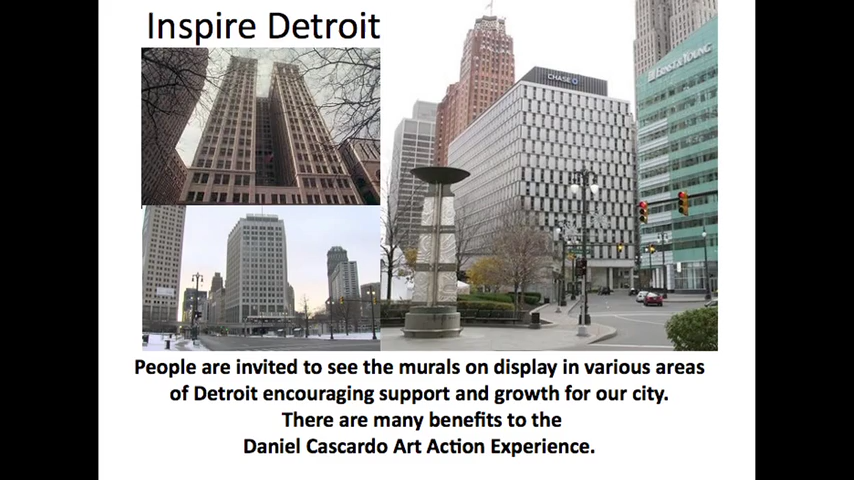 Inspire Detroit
CHASE
ERNST & YOUNG
People are invited to see the murals on display in various areas
of Detroit encouraging support and growth for our city.
There are many benefits to the
Daniel Cascardo Art Action Experience.